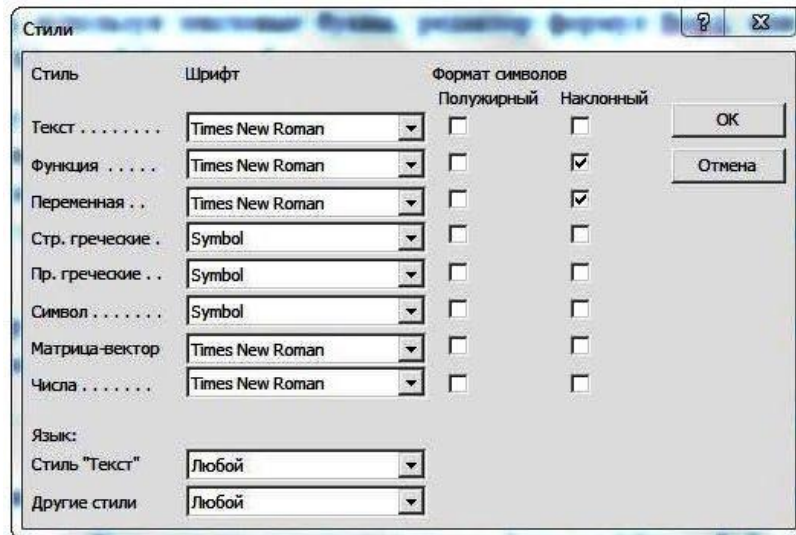 Стили
Стиль Шрифт Формат символов
Полужирный Наклонный
Текст . . . . . . . . Times New Roman ОК
Функция . . . . . Times New Roman Отмена
Переменная . . Times New Roman
Стр. греческие . Symbol
Пр. греческие . . Symbol
Символ . . . . . . . Symbol
Матрица-вектор Times New Roman
Числа . . . . . . . Times New Roman
Язык:
Стиль "Текст" Любой
Другие стили Любой